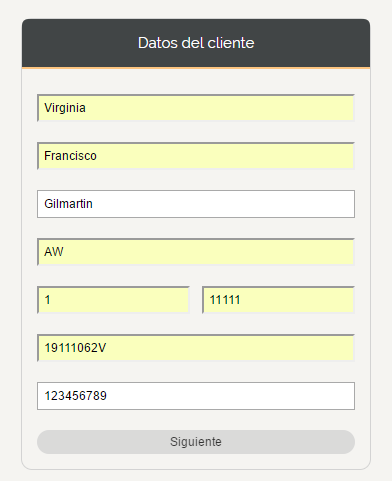 Datos del cliente
Virginia
Francisco
Gilmartin
AW
1 11111
19111062V
123456789
Siguiente